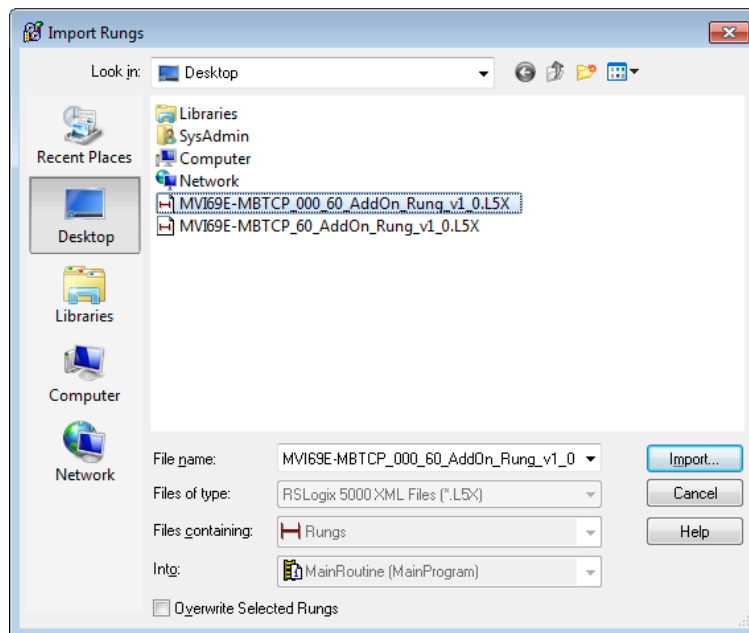 Import Rungs
Look in: Desktop
Recent Places
Desktop
Libraries
Computer
Network
Libraries
SysAdmin
Computer
Network
MVI69E-MBTCP_000_60_AddOn_Rung_v1_0.L5X
MVI69E-MBTCP_60_AddOn_Rung_v1_0.L5X
File name: MVI69E-MBTCP_000_60_AddOn_Rung_v1_0 Import...
Files of type: RSLogix 5000 XML Files (*.L5X) Cancel
Files containing: Rungs Help
Into: MainRoutine (MainProgram)
Overwrite Selected Rungs